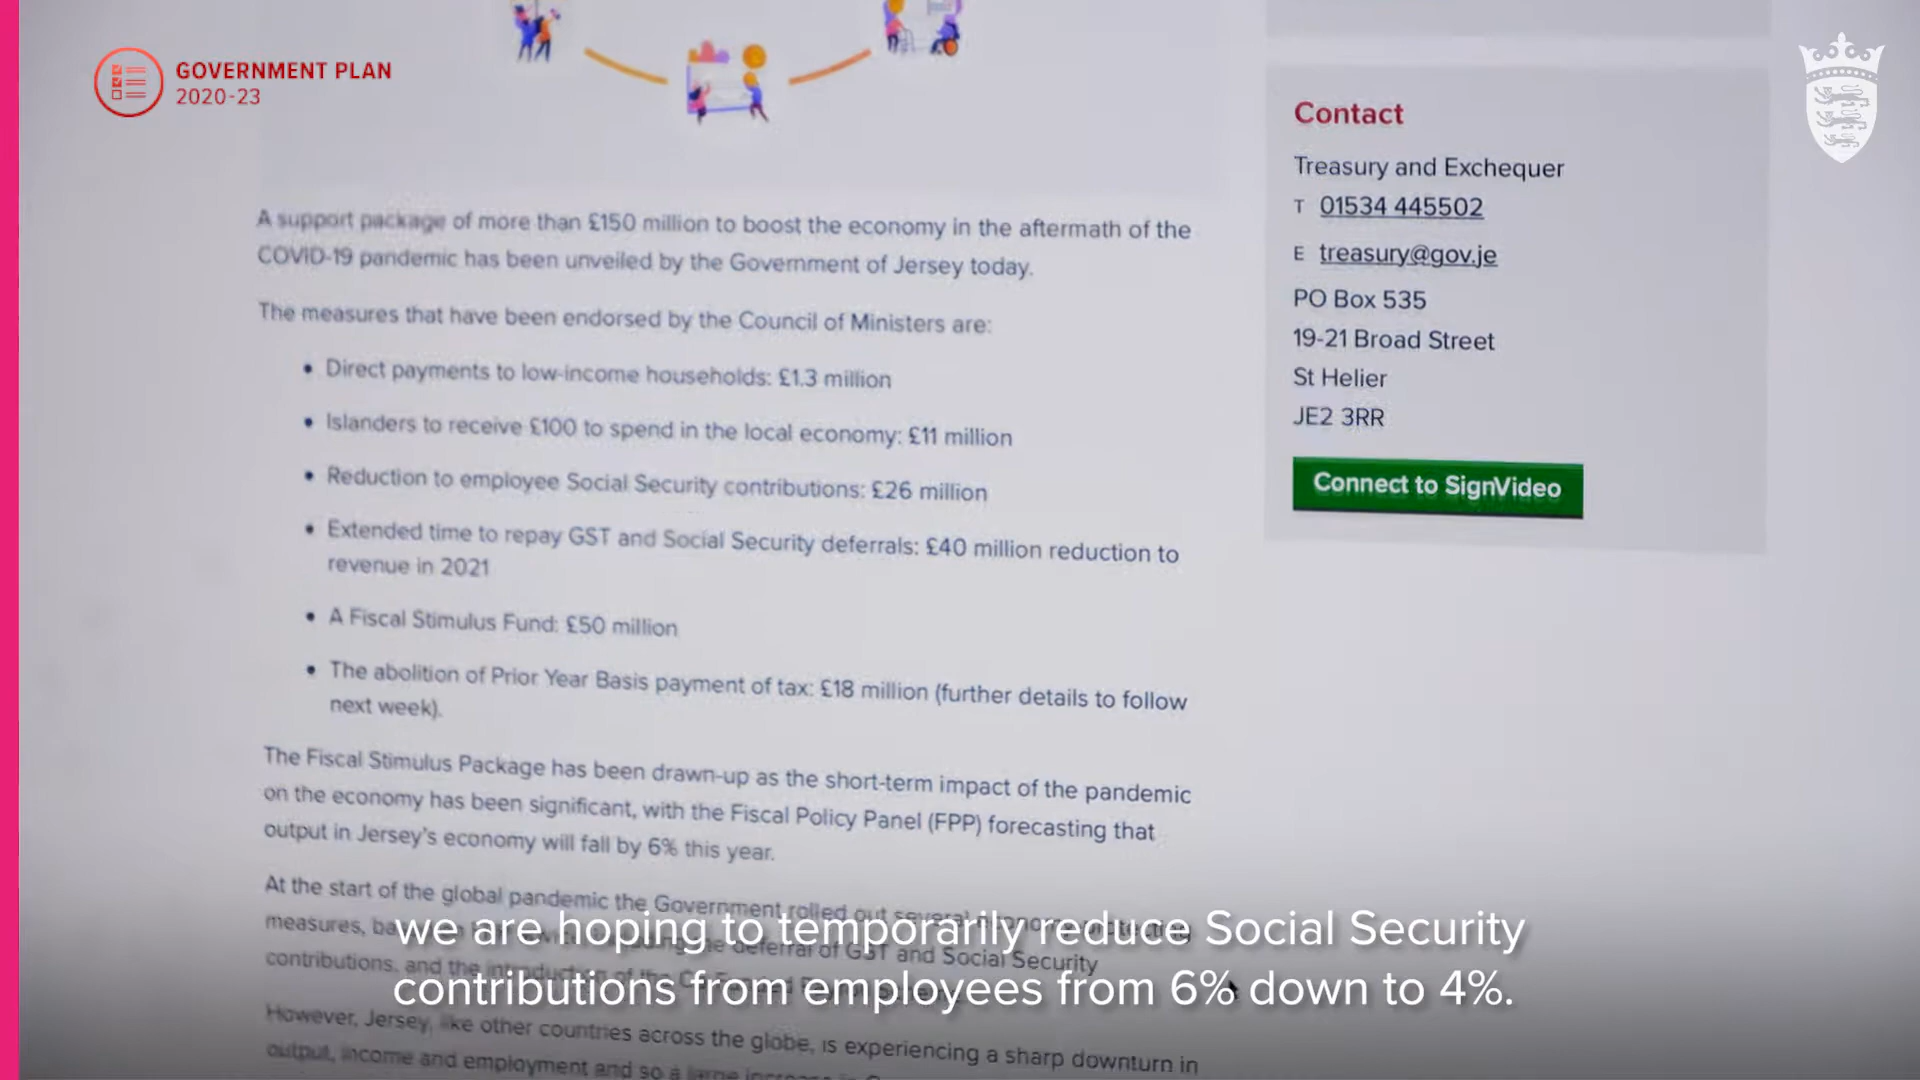 GOVERNMENT PLAN
2020-23
A support package of more than £150 million to boost the economy in the aftermath of the
COVID-19 pandemic has been unveiled by the Government of Jersey today.
The measures that have been endorsed by the Council of Ministers are:
• Direct payments to low-income households: £1.3 million
• Islanders to receive £100 to spend in the local economy: £11 million
• Reduction to employee Social Security contributions: £26 million
• Extended time to repay GST and Social Security deferrals: £40 million reduction to
revenue in 2021
• A Fiscal Stimulus Fund: £50 million
• The abolition of Prior Year Basis payment of tax: £18 million (further details to follow
next week).
The Fiscal Stimulus Package has been drawn-up as the short-term impact of the pandemic
on the economy has been significant, with the Fiscal Policy Panel (FPP) forecasting that
output in Jersey's economy will fall by 6% this year.
At the start of the global pandemic the Government rolled out several
measures, deferral of GST and Social Security
contributions, and the
However, Jersey, like other countries across the globe, is experiencing a sharp downturn in
output, income and employment and so a large increase
Contact
Treasury and Exchequer
T 01534 445502
E treasury@gov.je
PO Box 535
19-21 Broad Street
St Helier
JE2 3RR
Connect to SignVideo
we are hoping to temporarily reduce Social Security
contributions from employees from 6% down to 4%.